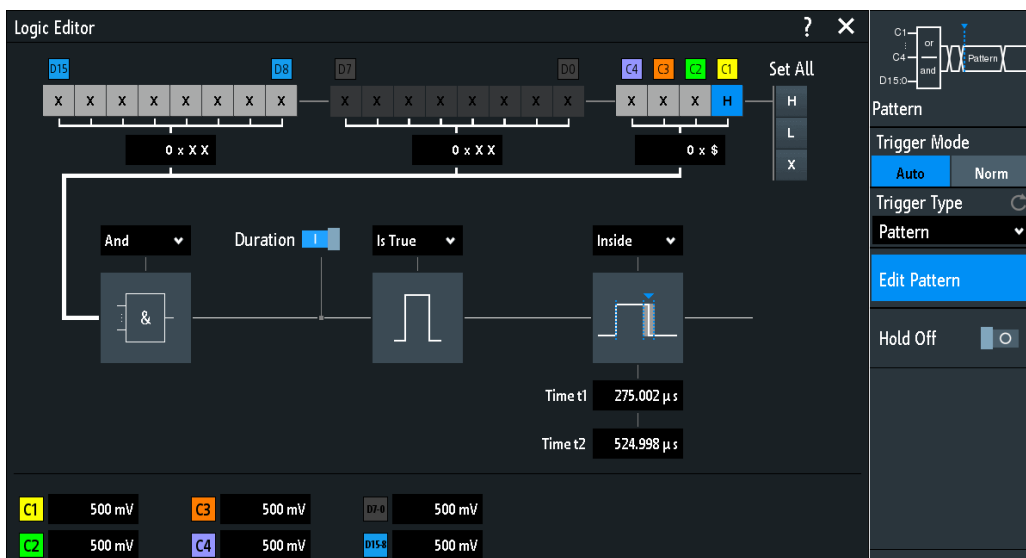 Logic Editor ? X
D15 D8 D7 D0 C4 C3 C2 C1 Set All
X X X X X X X X X X X X X X X X X X X H H
L
X
0 x X X 0 x X X 0 x $
And Duration I Is True Inside
&
Time t1 275.002 µs
Time t2 524.998 µs
C1 500 mV C3 500 mV D7-0 500 mV
C2 500 mV C4 500 mV D15-8 500 mV
C1
C4
D15:0
or
and
Pattern
Pattern
Trigger Mode
Auto Norm
Trigger Type
Pattern
Edit Pattern
Hold Off O